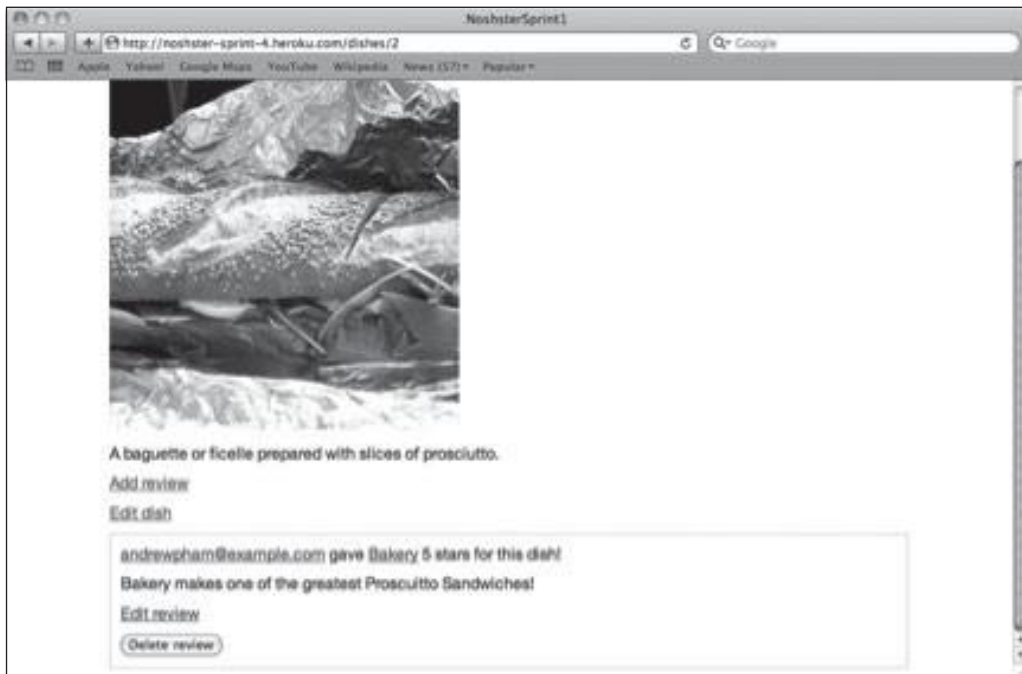 NoshsterSprint1
http://noshster-sprint-4.heroku.com/dishes/2
Google
Apple Yahoo! Google Maps YouTube Wikipedia News (57) Popular
A baguette or ficelle prepared with slices of prosciutto.
Add review
Edit dish
andrewpham@example.com gave Bakery 5 stars for this dish!
Bakery makes one of the greatest Proscuitto Sandwiches!
Edit review
Delete review